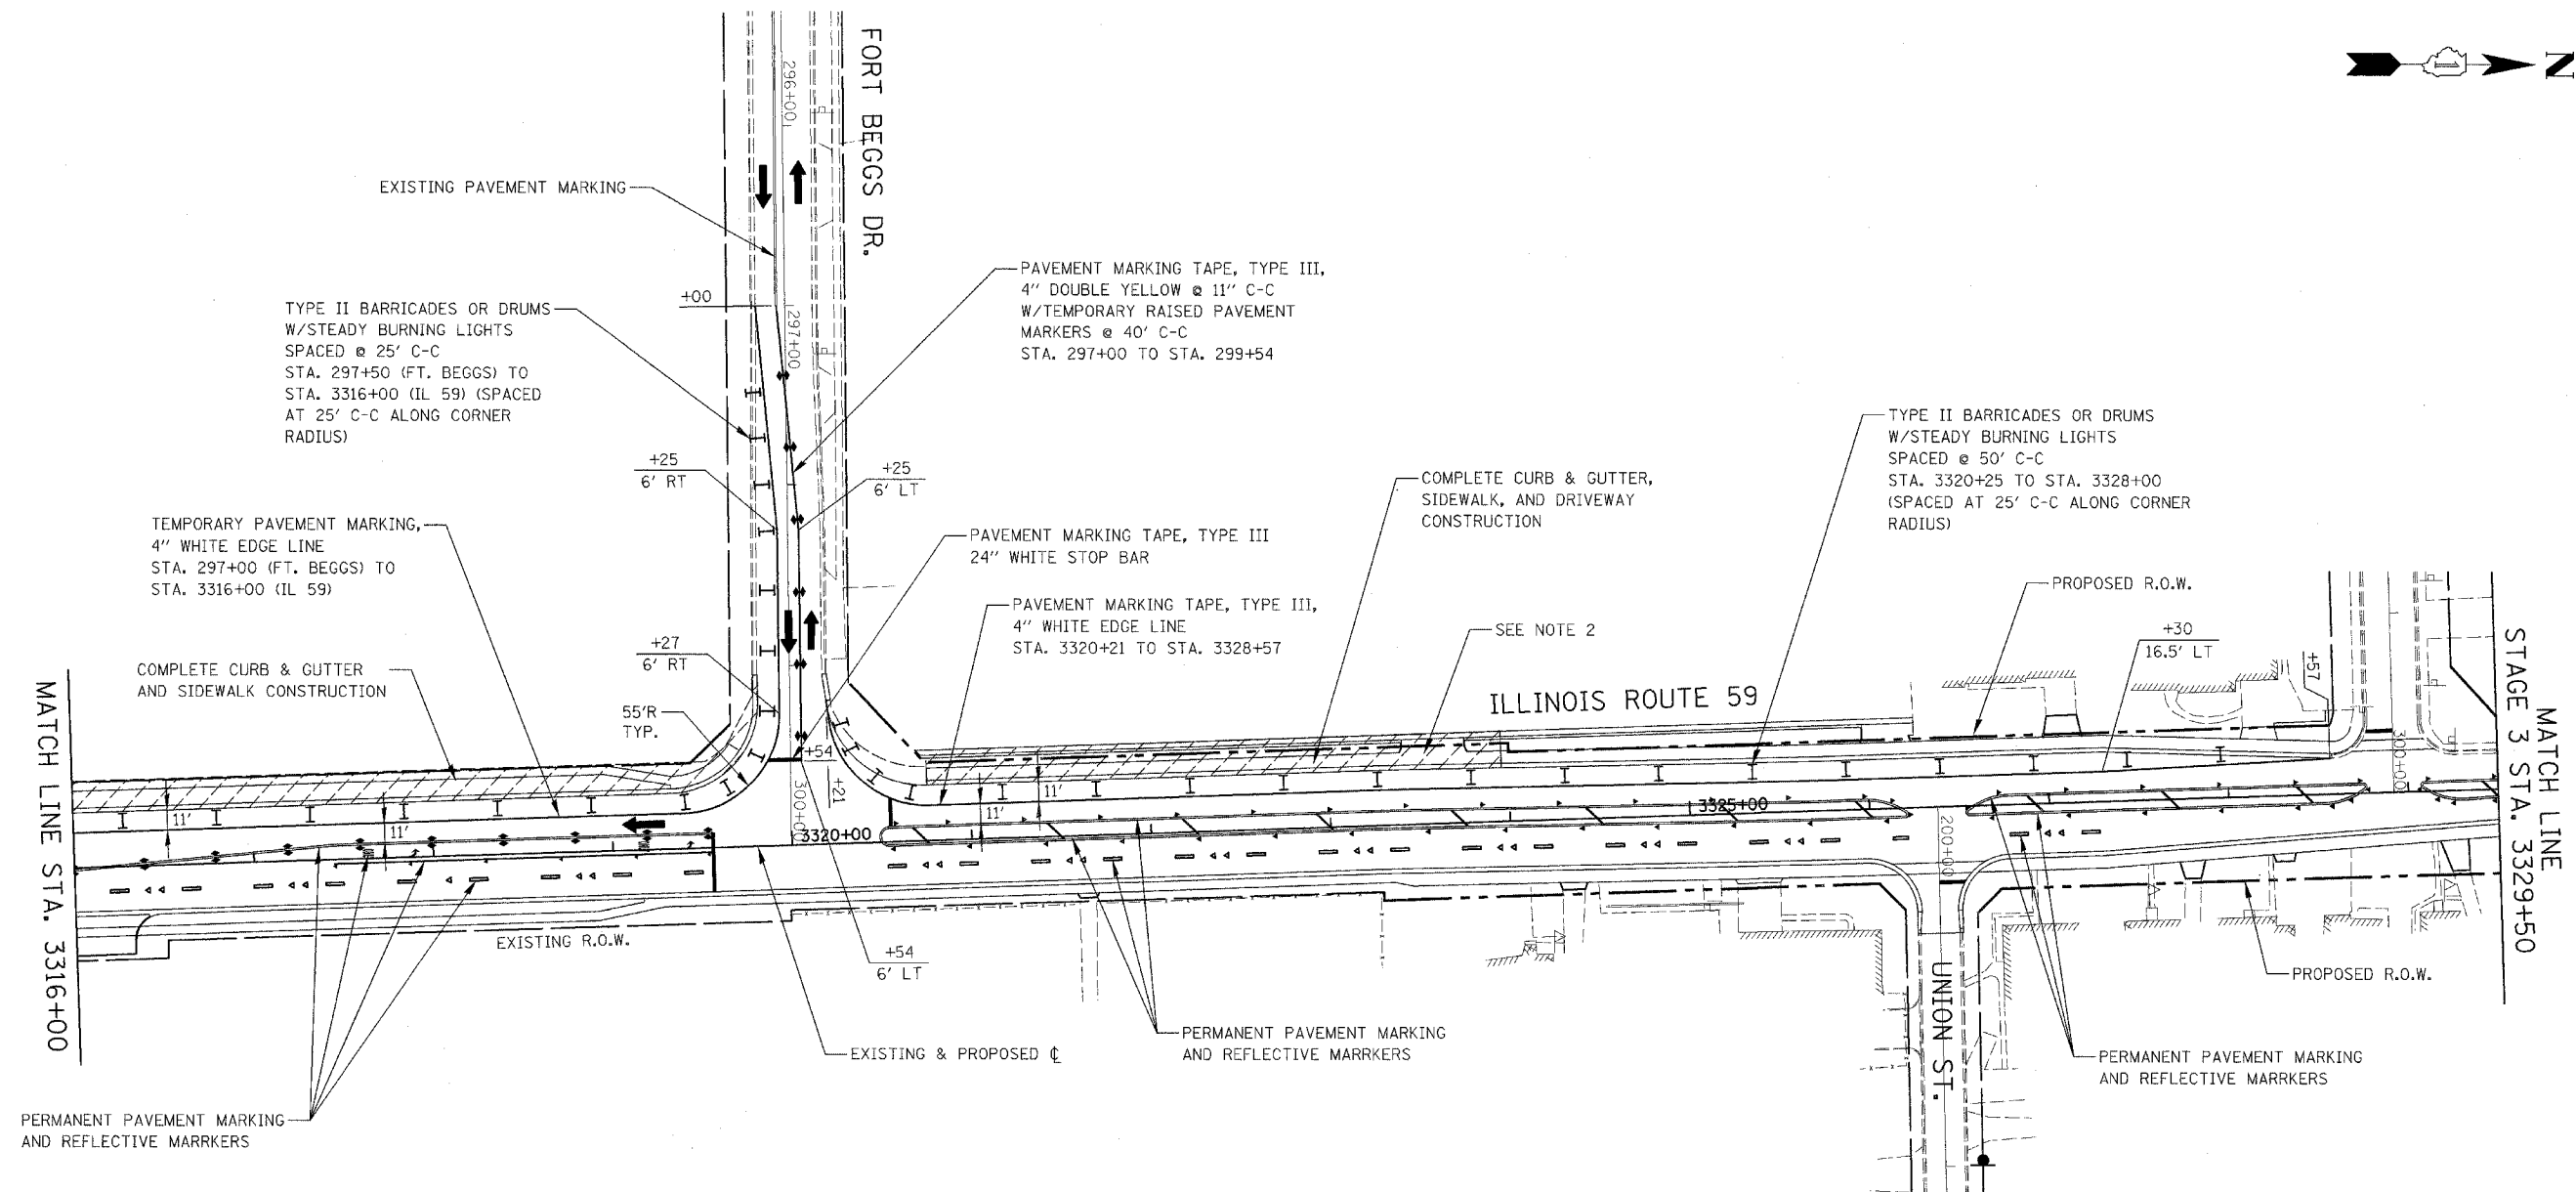 N
FORT BEGGS DR.
296+00
EXISTING PAVEMENT MARKING
+00
297+00
TYPE II BARRICADES OR DRUMS
W/STEADY BURNING LIGHTS
SPACED @ 25' C-C
STA. 297+50 (FT. BEGGS) TO
STA. 3316+00 (IL 59) (SPACED
AT 25' C-C ALONG CORNER
RADIUS)
PAVEMENT MARKING TAPE, TYPE III,
4" DOUBLE YELLOW @ 11" C-C
W/TEMPORARY RAISED PAVEMENT
MARKERS @ 40' C-C
STA. 297+00 TO STA. 299+54
+25
6' RT
+25
6' LT
TEMPORARY PAVEMENT MARKING,
4" WHITE EDGE LINE
STA. 297+00 (FT. BEGGS) TO
STA. 3316+00 (IL 59)
PAVEMENT MARKING TAPE, TYPE III
24" WHITE STOP BAR
COMPLETE CURB & GUTTER,
SIDEWALK, AND DRIVEWAY
CONSTRUCTION
TYPE II BARRICADES OR DRUMS
W/STEADY BURNING LIGHTS
SPACED @ 50' C-C
STA. 3320+25 TO STA. 3328+00
(SPACED AT 25' C-C ALONG CORNER
RADIUS)
PAVEMENT MARKING TAPE, TYPE III,
4" WHITE EDGE LINE
STA. 3320+21 TO STA. 3328+57
SEE NOTE 2
PROPOSED R.O.W.
+30
16.5' LT
+57
+27
6' RT
COMPLETE CURB & GUTTER
AND SIDEWALK CONSTRUCTION
55'R
TYP.
ILLINOIS ROUTE 59
MATCH LINE STA. 3316+00
MATCH LINE
STAGE 3 STA. 3329+50
+54
+21
300+00
300+00
11'
11'
11'
11'
3320+00
3325+00
200+00
EXISTING R.O.W.
+54
6' LT
UNION ST.
PROPOSED R.O.W.
EXISTING & PROPOSED ℄
PERMANENT PAVEMENT MARKING
AND REFLECTIVE MARRKERS
PERMANENT PAVEMENT MARKING
AND REFLECTIVE MARRKERS
PERMANENT PAVEMENT MARKING
AND REFLECTIVE MARRKERS